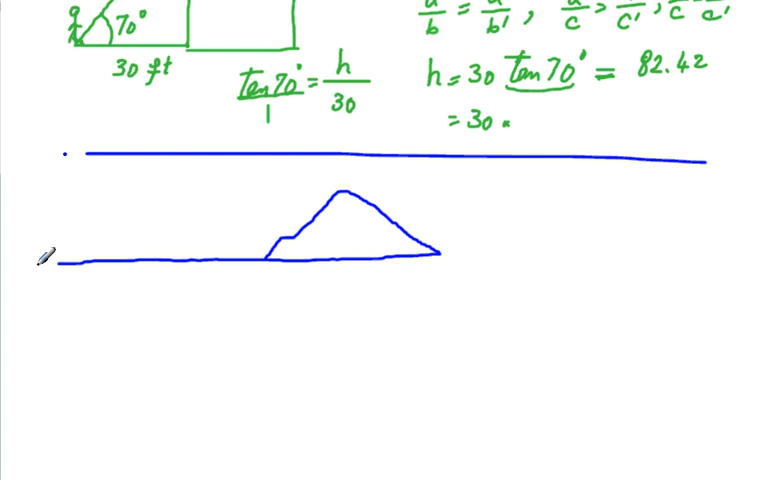 a/b = a'/b' , a/c = a'/c' ,
70°
30 ft
Tan 70° / 1 = h / 30
h = 30 Tan 70° = 82.42
= 30 .